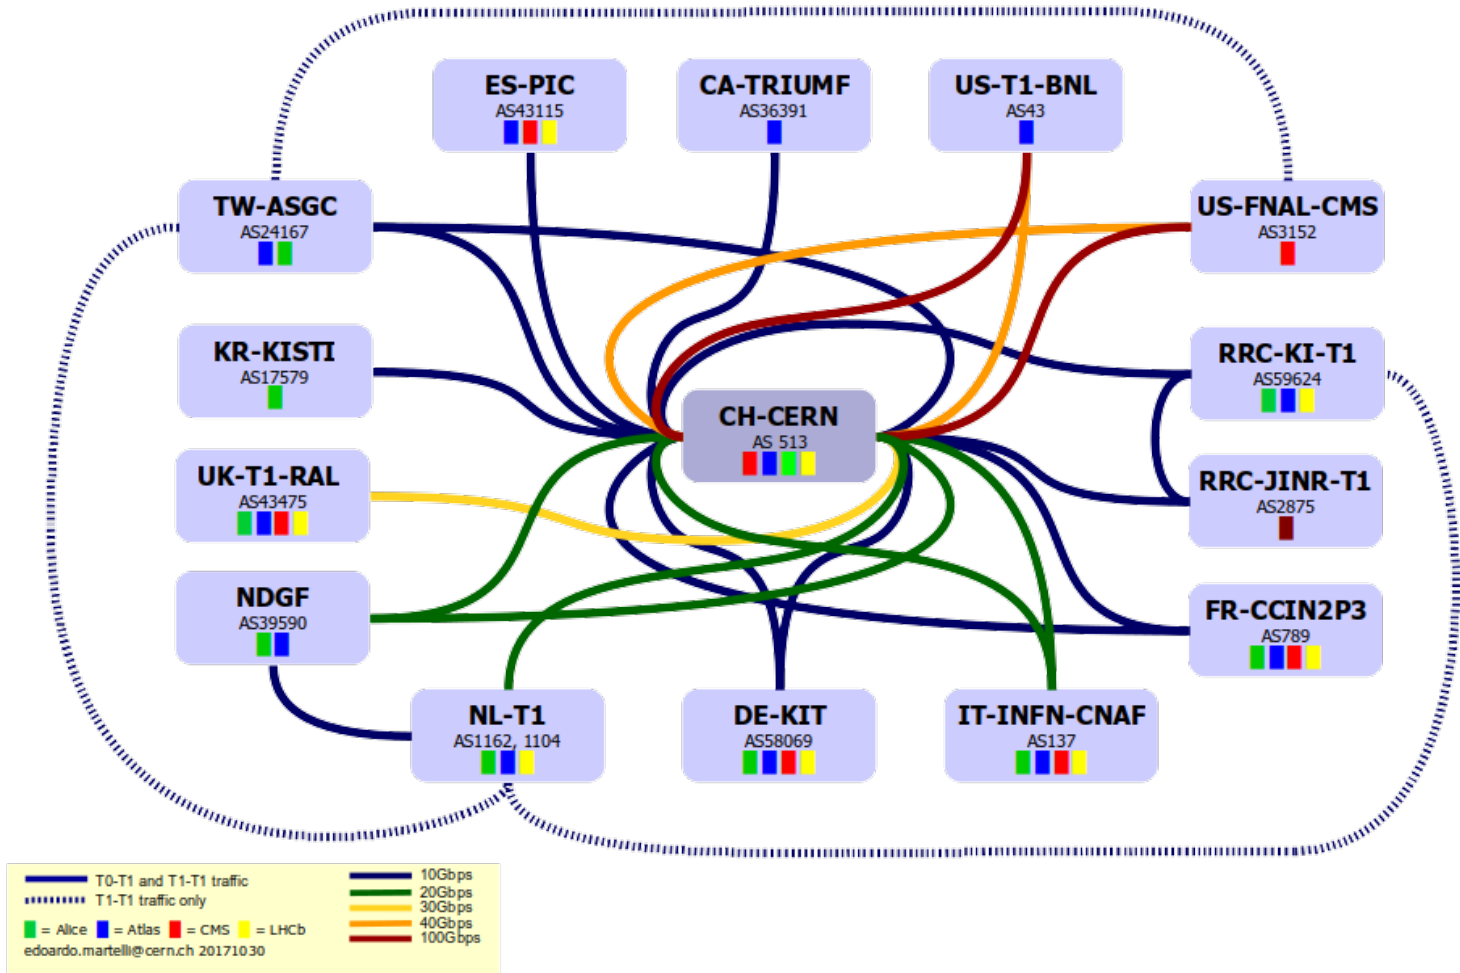 ES-PIC
AS43115
CA-TRIUMF
AS36391
US-T1-BNL
AS43
TW-ASGC
AS24167
US-FNAL-CMS
AS3152
KR-KISTI
AS17579
RRC-KI-T1
AS59624
CH-CERN
AS 513
UK-T1-RAL
AS43475
RRC-JINR-T1
AS2875
NDGF
AS39590
FR-CCIN2P3
AS789
NL-T1
AS1162, 1104
DE-KIT
AS58069
IT-INFN-CNAF
AS137
T0-T1 and T1-T1 traffic
T1-T1 traffic only
= Alice = Atlas = CMS = LHCb
edoardo.martelli@cern.ch 20171030
10Gbps
20Gbps
30Gbps
40Gbps
100Gbps